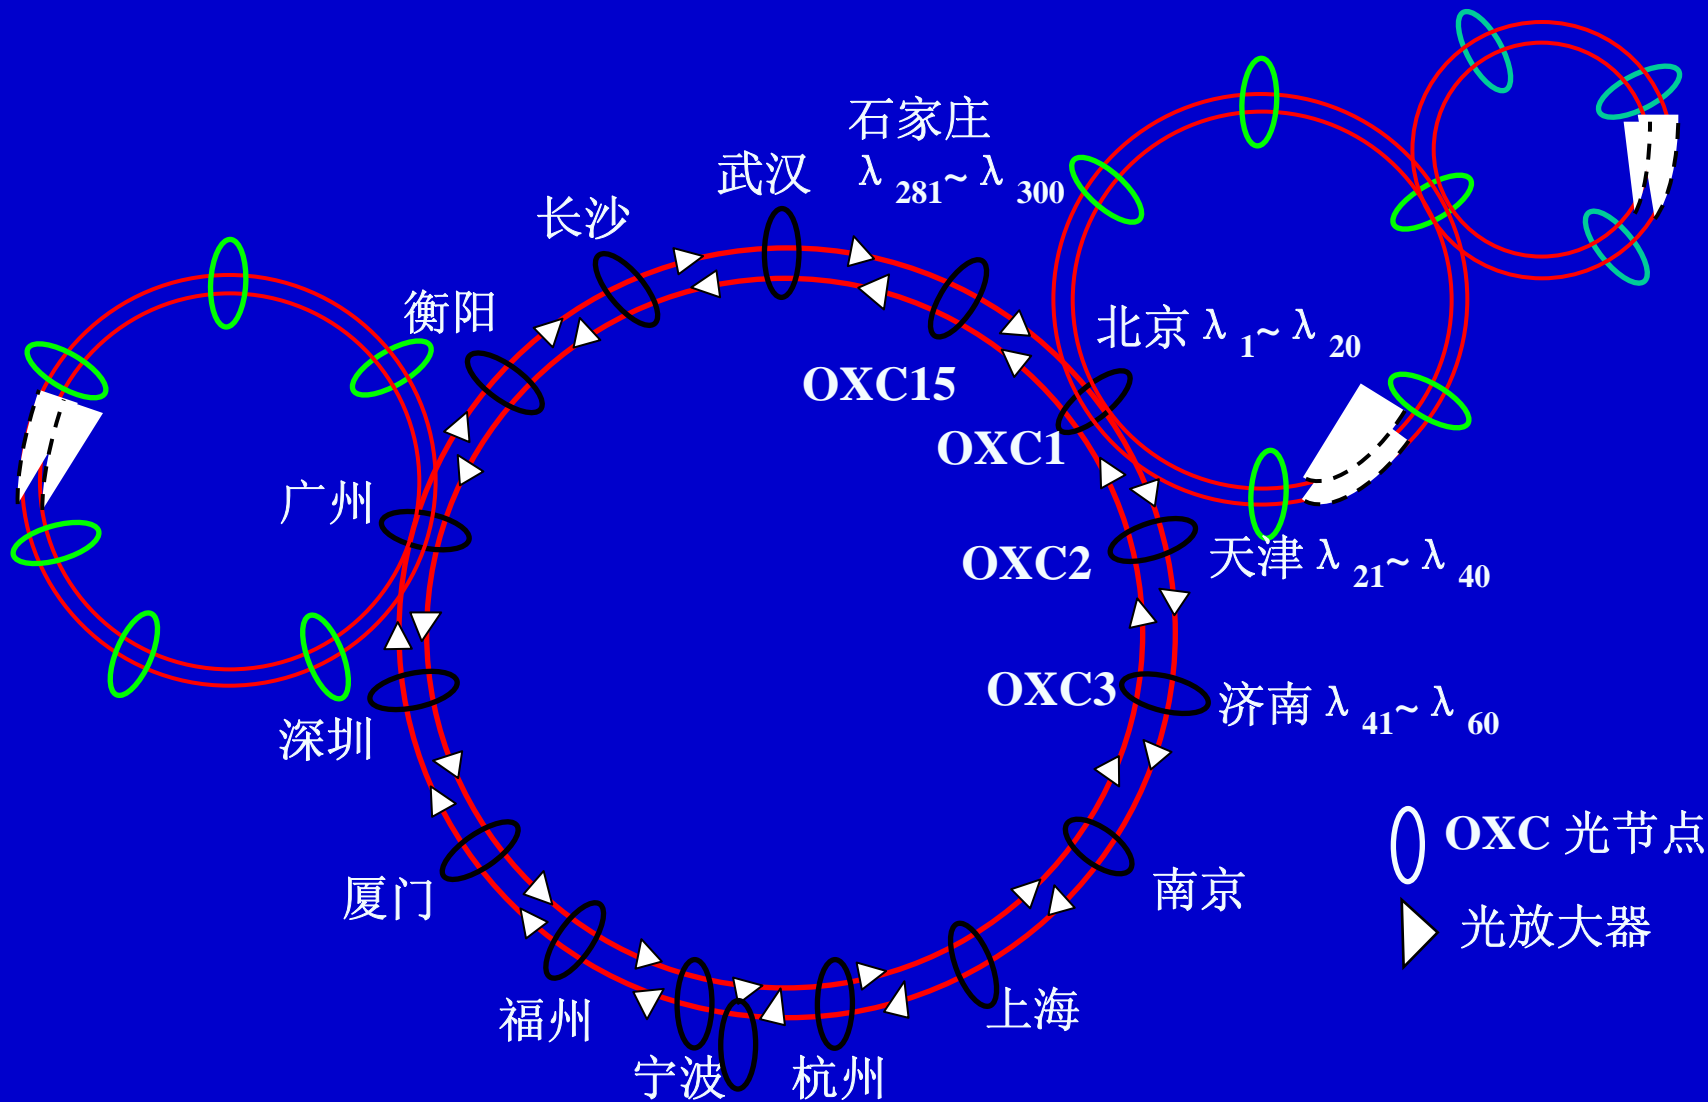 石家庄
λ 281~ λ 300
武汉
长沙
衡阳
北京 λ 1~ λ 20
OXC15
OXC1
广州
OXC2
天津 λ 21~ λ 40
OXC3
济南 λ 41~ λ 60
深圳
厦门
南京
福州
上海
宁波
杭州
OXC 光节点
光放大器